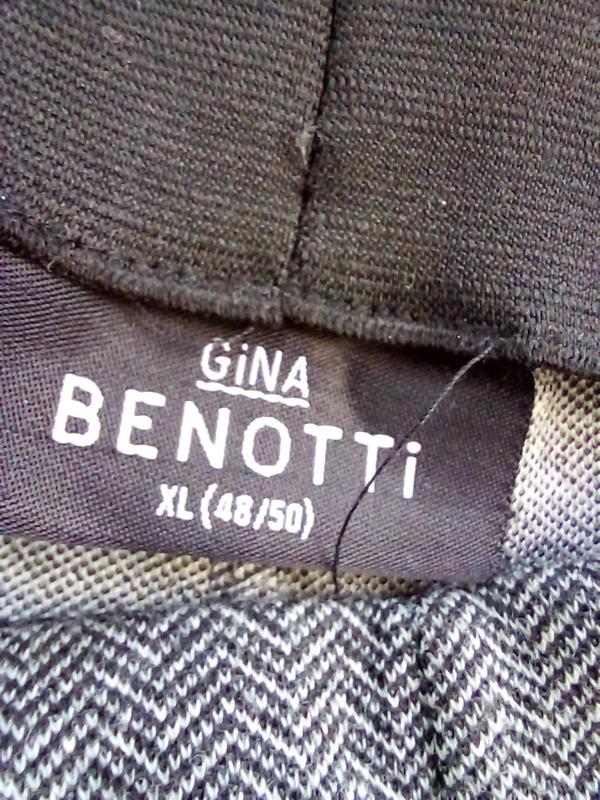 GiNA
BENOTTi
XL (48/50)